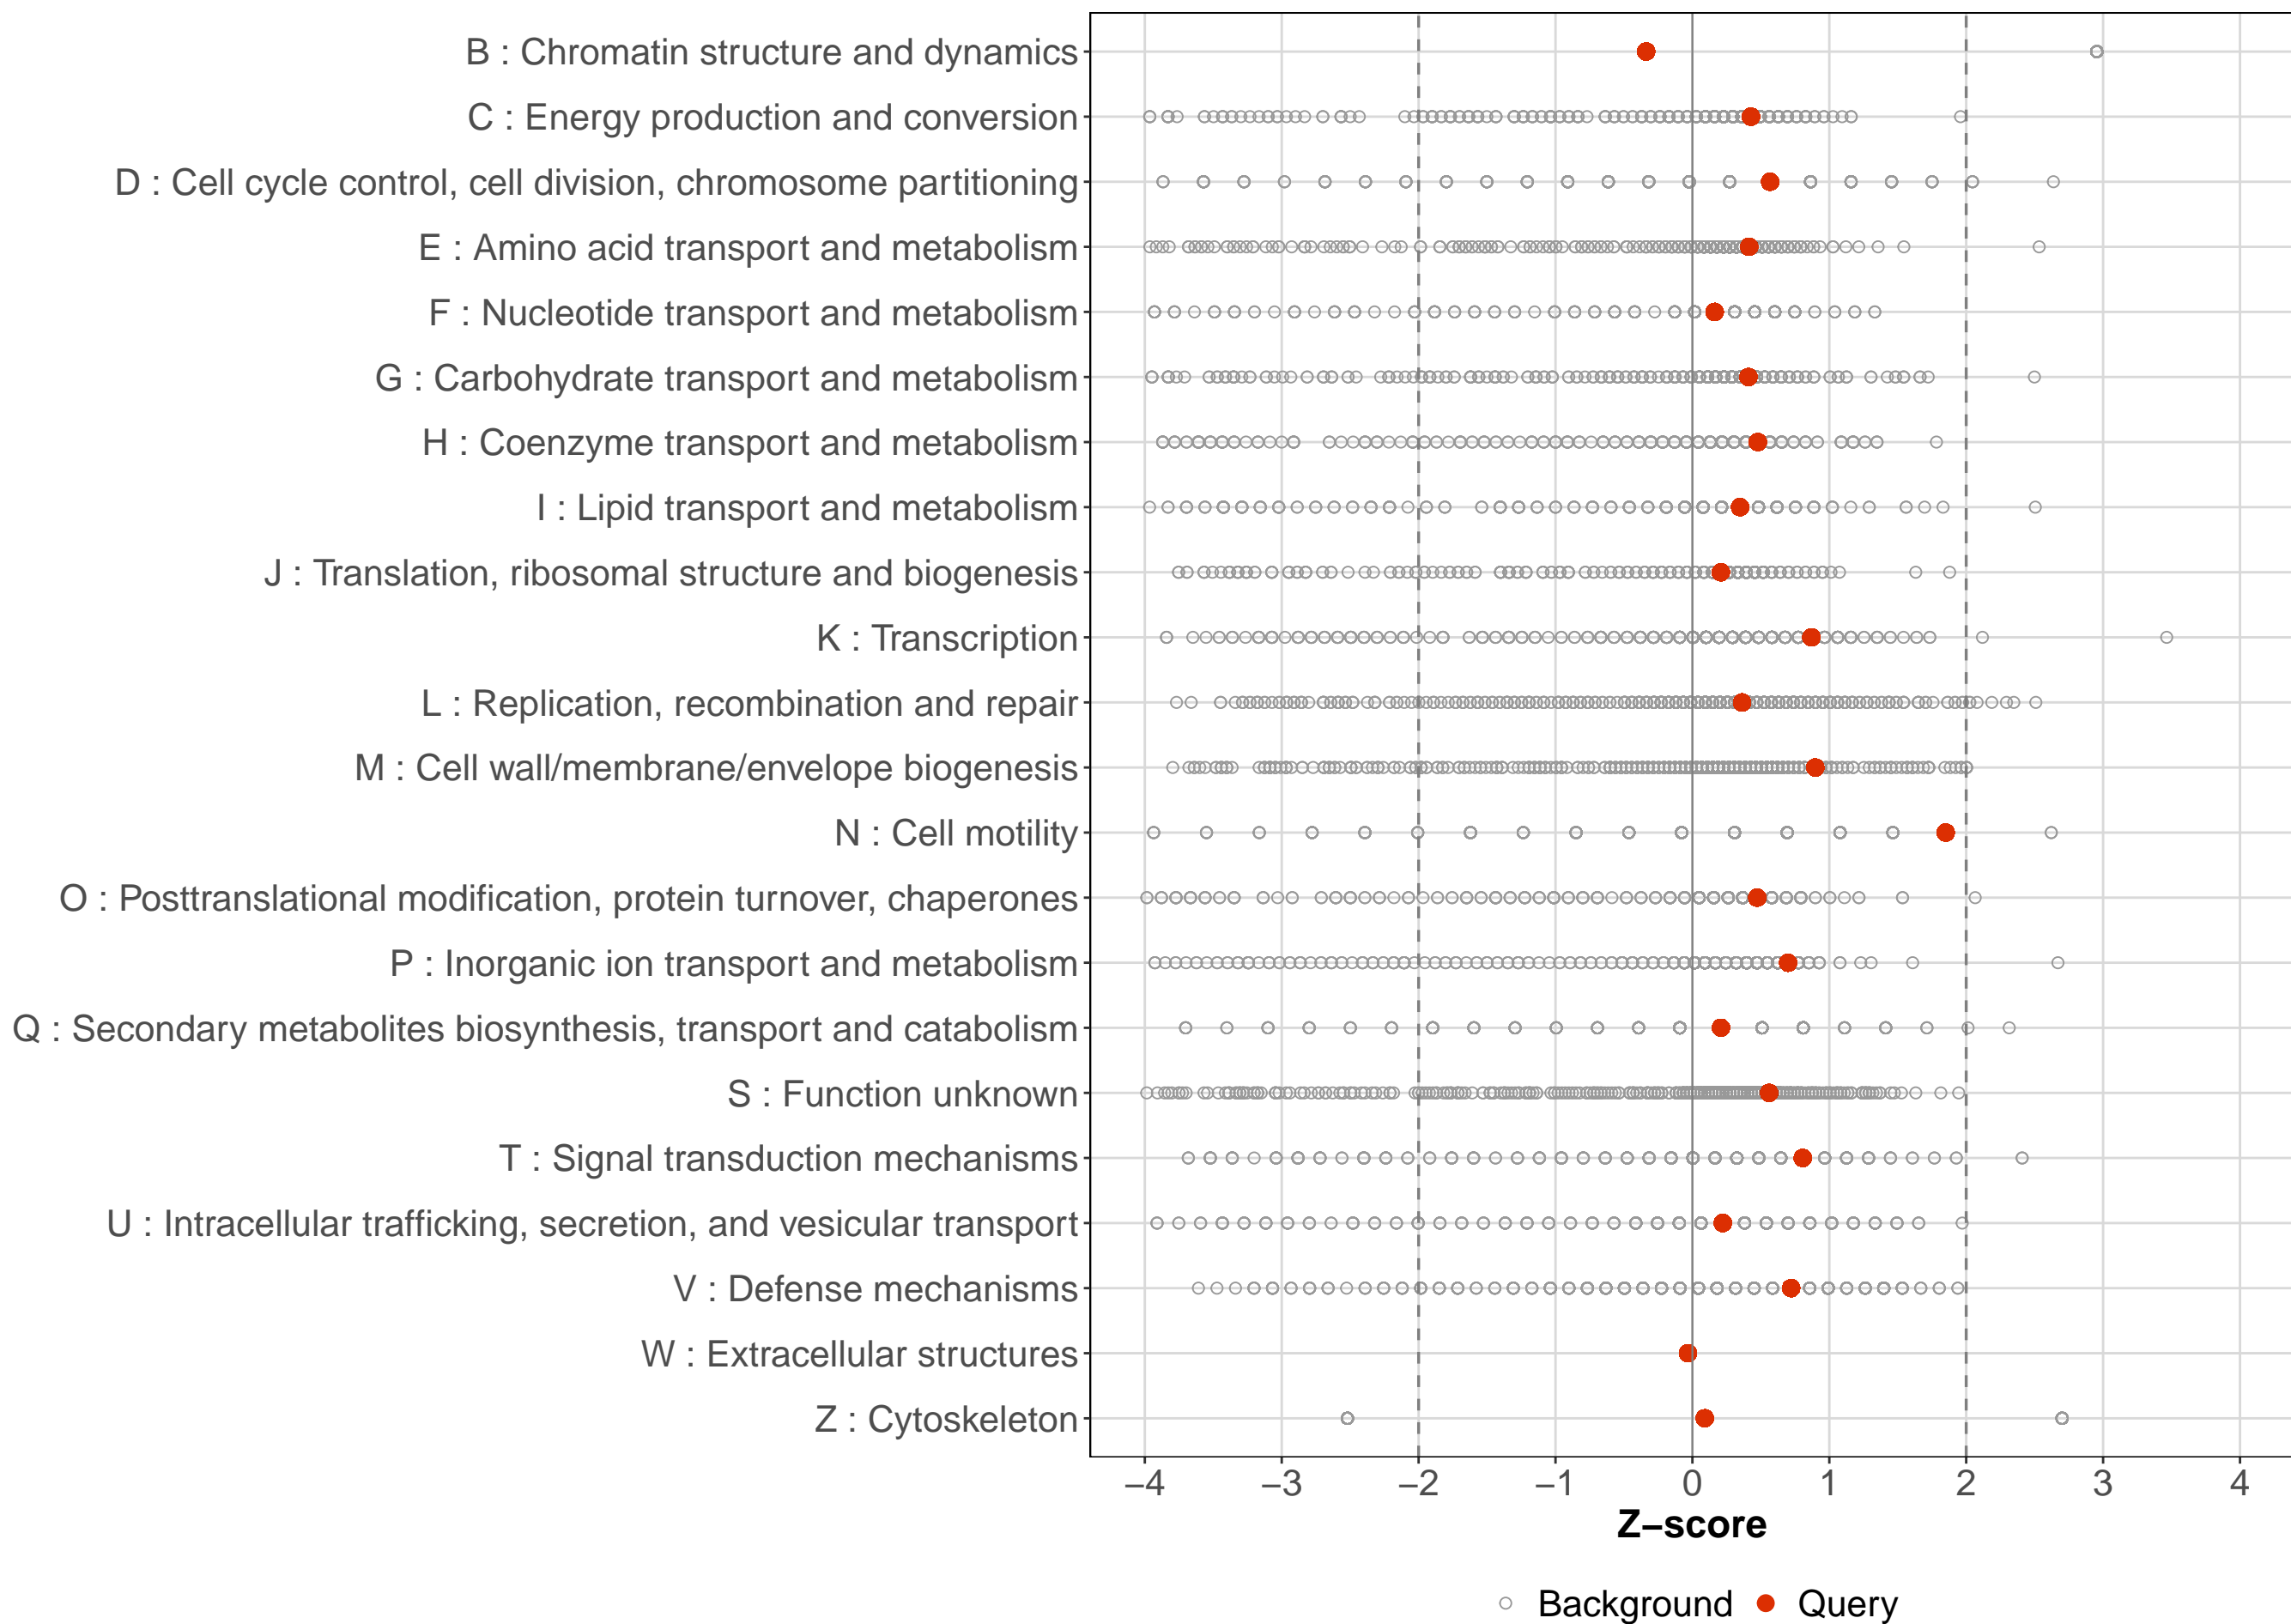 B : Chromatin structure and dynamics
C : Energy production and conversion
D : Cell cycle control, cell division, chromosome partitioning
E : Amino acid transport and metabolism
F : Nucleotide transport and metabolism
G : Carbohydrate transport and metabolism
H : Coenzyme transport and metabolism
I : Lipid transport and metabolism
J : Translation, ribosomal structure and biogenesis
K : Transcription
L : Replication, recombination and repair
M : Cell wall/membrane/envelope biogenesis
N : Cell motility
O : Posttranslational modification, protein turnover, chaperones
P : Inorganic ion transport and metabolism
Q : Secondary metabolites biosynthesis, transport and catabolism
S : Function unknown
T : Signal transduction mechanisms
U : Intracellular trafficking, secretion, and vesicular transport
V : Defense mechanisms
W : Extracellular structures
Z : Cytoskeleton
−4 −3 −2 −1 0 1 2 3 4
Z−score
Background Query